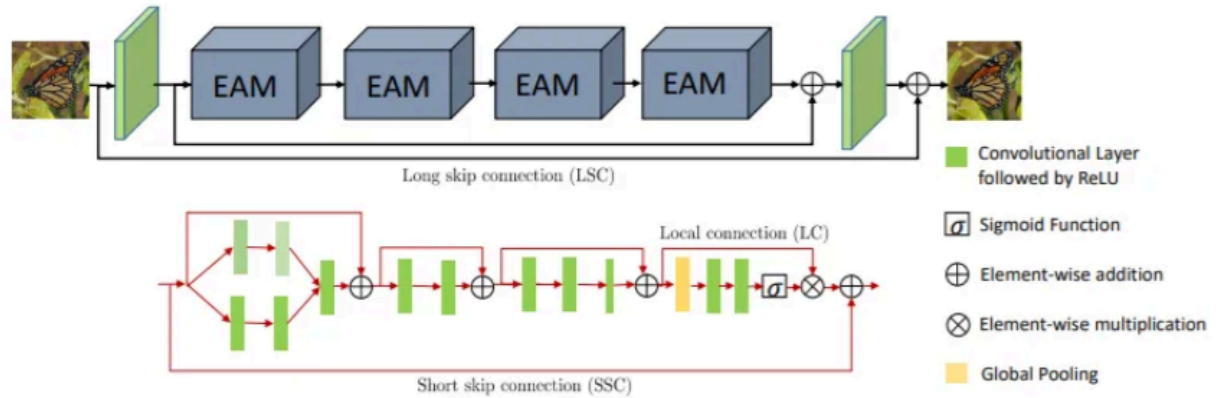 EAM
EAM
EAM
EAM
Long skip connection (LSC)
Convolutional Layer
followed by ReLU
Local connection (LC)
σ
σ Sigmoid Function
Element-wise addition
Element-wise multiplication
Short skip connection (SSC)
Global Pooling